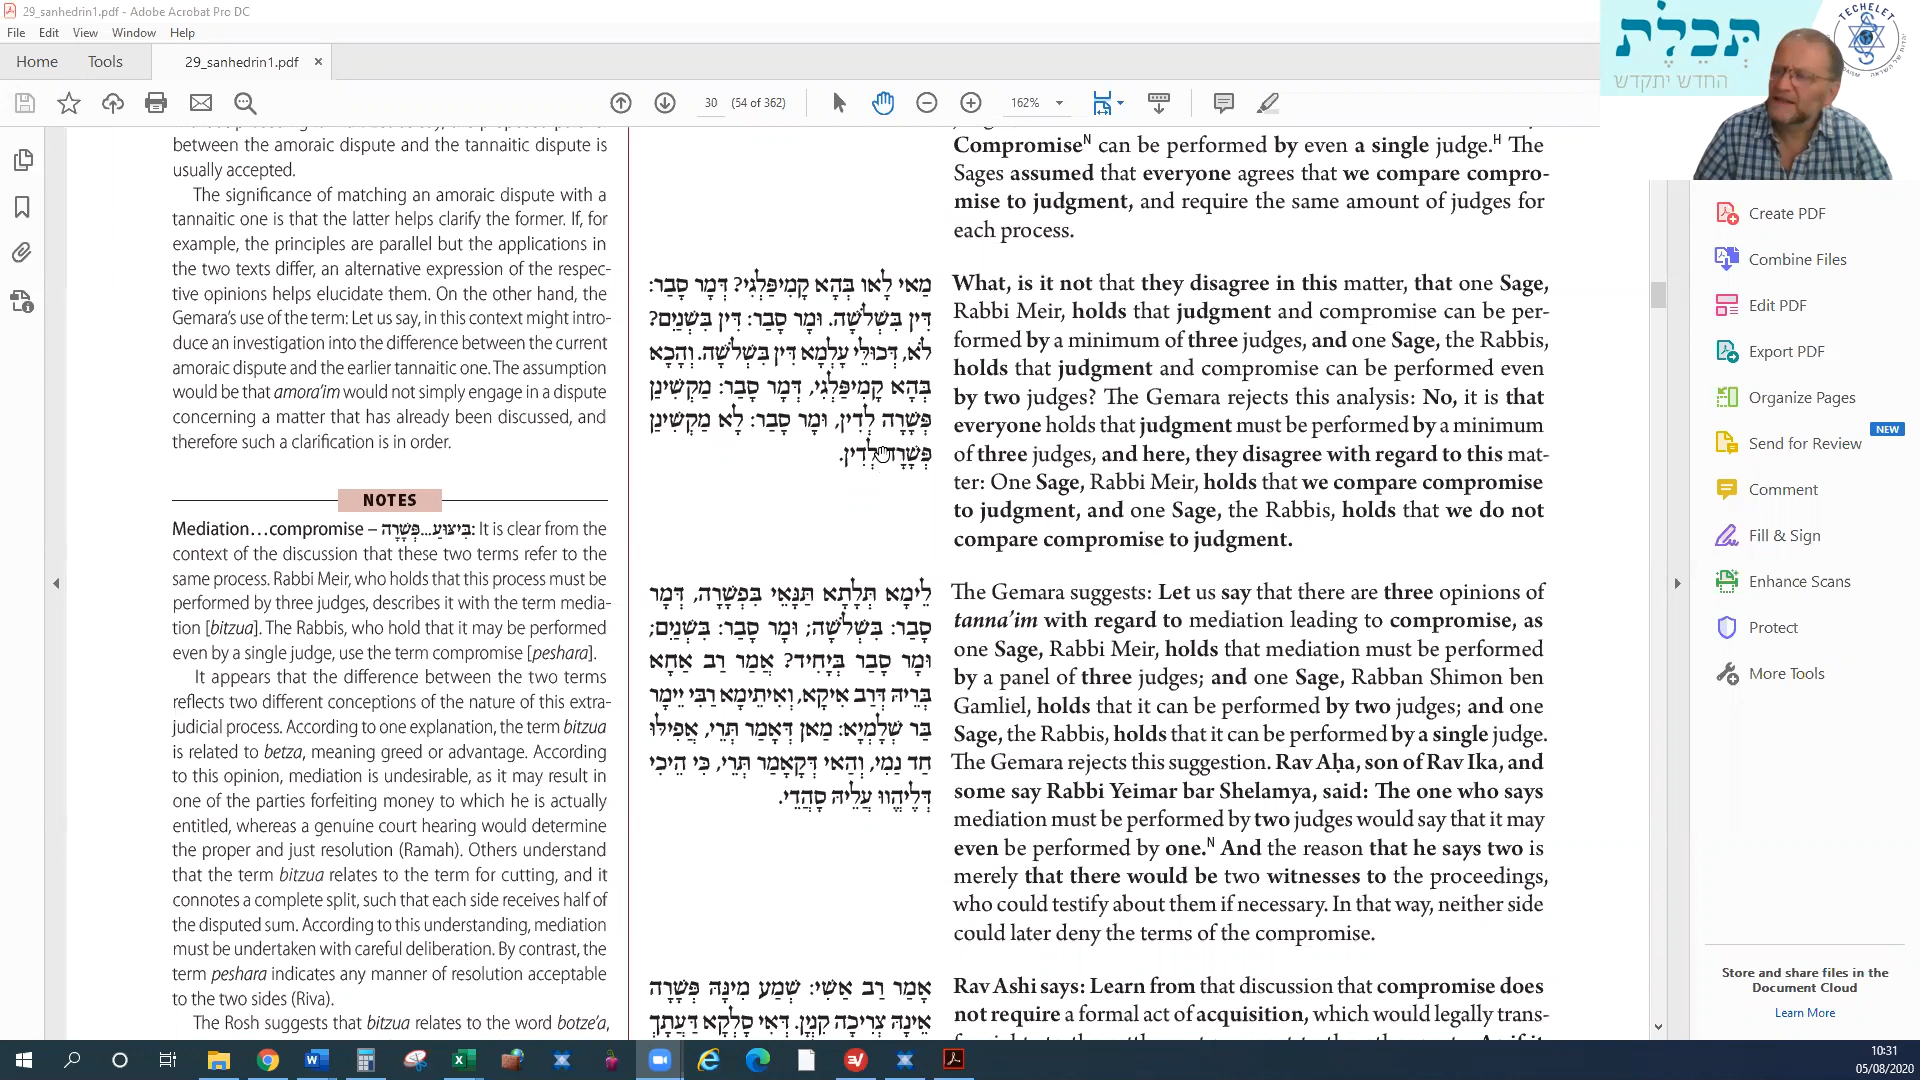 29_sanhedrin1.pdf - Adobe Acrobat Pro DC
File Edit View Window Help
Home Tools 29_sanhedrin1.pdf ×
30 (54 of 362) 162%
תְּכֵלֶת
החדש יתקדש
TECHELET
between the amoraic dispute and the tannaitic dispute is
usually accepted.
The significance of matching an amoraic dispute with a
tannaitic one is that the latter helps clarify the former. If, for
example, the principles are parallel but the applications in
the two texts differ, an alternative expression of the respec-
tive opinions helps elucidate them. On the other hand, the
Gemara's use of the term: Let us say, in this context might intro-
duce an investigation into the difference between the current
amoraic dispute and the earlier tannaitic one. The assumption
would be that amora'im would not simply engage in a dispute
concerning a matter that has already been discussed, and
therefore such a clarification is in order.
NOTES
Mediation…compromise – בִּיצּוּעַ...פְּשָׁרָה: It is clear from the
context of the discussion that these two terms refer to the
same process. Rabbi Meir, who holds that this process must be
performed by three judges, describes it with the term media-
tion [bitzua]. The Rabbis, who hold that it may be performed
even by a single judge, use the term compromise [peshara].
It appears that the difference between the two terms
reflects two different conceptions of the nature of this extra-
judicial process. According to one explanation, the term bitzua
is related to betza, meaning greed or advantage. According
to this opinion, mediation is undesirable, as it may result in
one of the parties forfeiting money to which he is actually
entitled, whereas a genuine court hearing would determine
the proper and just resolution (Ramah). Others understand
that the term bitzua relates to the term for cutting, and it
connotes a complete split, such that each side receives half of
the disputed sum. According to this understanding, mediation
must be undertaken with careful deliberation. By contrast, the
term peshara indicates any manner of resolution acceptable
to the two sides (Riva).
The Rosh suggests that bitzua relates to the word botze'a,
מַאי לָאו בְּהָא קָמִיפַּלְגִי? דְּמָר סָבַר:
דִּין בִּשְׁלֹשָׁה. וּמָר סָבַר: דִּין בִּשְׁנַיִם?
לֹא, דְּכוּלֵּי עָלְמָא דִּין בִּשְׁלֹשָׁה. וְהָכָא
בְּהָא קָמִיפַּלְגִי, דְּמָר סָבַר: מַקְשִׁינַן
פְּשָׁרָה לְדִין, וּמָר סָבַר: לָא מַקְשִׁינַן
פְּשָׁרָה לְדִין.
לֵימָא תְּלָתָא תַּנָּאֵי בִּפְשָׁרָה, דְּמָר
סָבַר: בִּשְׁלֹשָׁה; וּמָר סָבַר: בִּשְׁנַיִם;
וּמָר סָבַר בְּיָחִיד? אֲמַר רַב אַחָא
בְּרֵיהּ דְּרַב אִיקָא, וְאִיתֵּימָא רַבִּי יֵימַר
בַּר שְׁלֶמְיָא: מַאן דְּאָמַר תְּרֵי, אֲפִילּוּ
חַד נַמִי, וְהַאי דְּקָאָמַר תְּרֵי, כִּי הֵיכִי
דְּלֶיהֱווּ עֲלֵיהּ סָהֲדֵי.
אָמַר רַב אַשִׁי: שְׁמַע מִינָּהּ פְּשָׁרָה
אֵינָהּ צְרִיכָה קִנְיָן. דְּאִי סָלְקָא דַּעְתָּךְ
Compromiseᴺ can be performed by even a single judge.ᴴ The
Sages assumed that everyone agrees that we compare compro-
mise to judgment, and require the same amount of judges for
each process.
What, is it not that they disagree in this matter, that one Sage,
Rabbi Meir, holds that judgment and compromise can be per-
formed by a minimum of three judges, and one Sage, the Rabbis,
holds that judgment and compromise can be performed even
by two judges? The Gemara rejects this analysis: No, it is that
everyone holds that judgment must be performed by a minimum
of three judges, and here, they disagree with regard to this mat-
ter: One Sage, Rabbi Meir, holds that we compare compromise
to judgment, and one Sage, the Rabbis, holds that we do not
compare compromise to judgment.
The Gemara suggests: Let us say that there are three opinions of
tanna'im with regard to mediation leading to compromise, as
one Sage, Rabbi Meir, holds that mediation must be performed
by a panel of three judges; and one Sage, Rabban Shimon ben
Gamliel, holds that it can be performed by two judges; and one
Sage, the Rabbis, holds that it can be performed by a single judge.
The Gemara rejects this suggestion. Rav Aḥa, son of Rav Ika, and
some say Rabbi Yeimar bar Shelamya, said: The one who says
mediation must be performed by two judges would say that it may
even be performed by one.ᴺ And the reason that he says two is
merely that there would be two witnesses to the proceedings,
who could testify about them if necessary. In that way, neither side
could later deny the terms of the compromise.
Rav Ashi says: Learn from that discussion that compromise does
not require a formal act of acquisition, which would legally trans-
Create PDF
Combine Files
Edit PDF
Export PDF
Organize Pages
Send for Review NEW
Comment
Fill & Sign
Enhance Scans
Protect
More Tools
Store and share files in the
Document Cloud
Learn More
10:31
05/08/2020